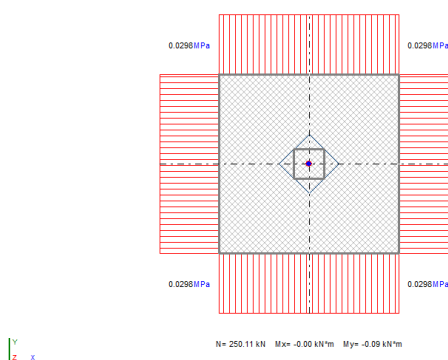 0.0298MPa 0.0298MPa
0.0298MPa 0.0298MPa
N= 250.11 kN Mx= -0.00 kN*m My= -0.09 kN*m
Y
Z X